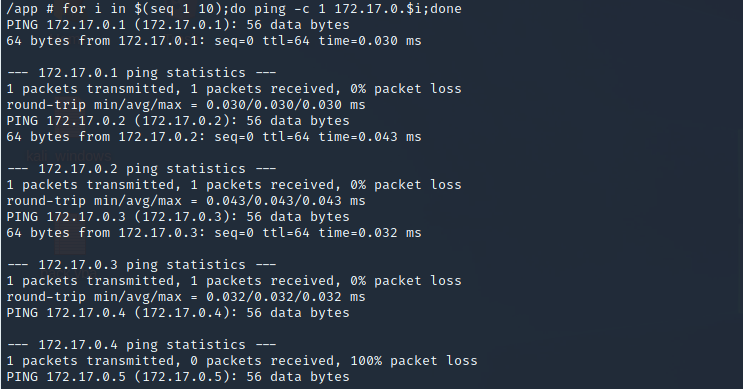 /app # for i in $(seq 1 10);do ping -c 1 172.17.0.$i;done
PING 172.17.0.1 (172.17.0.1): 56 data bytes
64 bytes from 172.17.0.1: seq=0 ttl=64 time=0.030 ms
--- 172.17.0.1 ping statistics ---
1 packets transmitted, 1 packets received, 0% packet loss
round-trip min/avg/max = 0.030/0.030/0.030 ms
PING 172.17.0.2 (172.17.0.2): 56 data bytes
64 bytes from 172.17.0.2: seq=0 ttl=64 time=0.043 ms
--- 172.17.0.2 ping statistics ---
1 packets transmitted, 1 packets received, 0% packet loss
round-trip min/avg/max = 0.043/0.043/0.043 ms
PING 172.17.0.3 (172.17.0.3): 56 data bytes
64 bytes from 172.17.0.3: seq=0 ttl=64 time=0.032 ms
--- 172.17.0.3 ping statistics ---
1 packets transmitted, 1 packets received, 0% packet loss
round-trip min/avg/max = 0.032/0.032/0.032 ms
PING 172.17.0.4 (172.17.0.4): 56 data bytes
--- 172.17.0.4 ping statistics ---
1 packets transmitted, 0 packets received, 100% packet loss
PING 172.17.0.5 (172.17.0.5): 56 data bytes